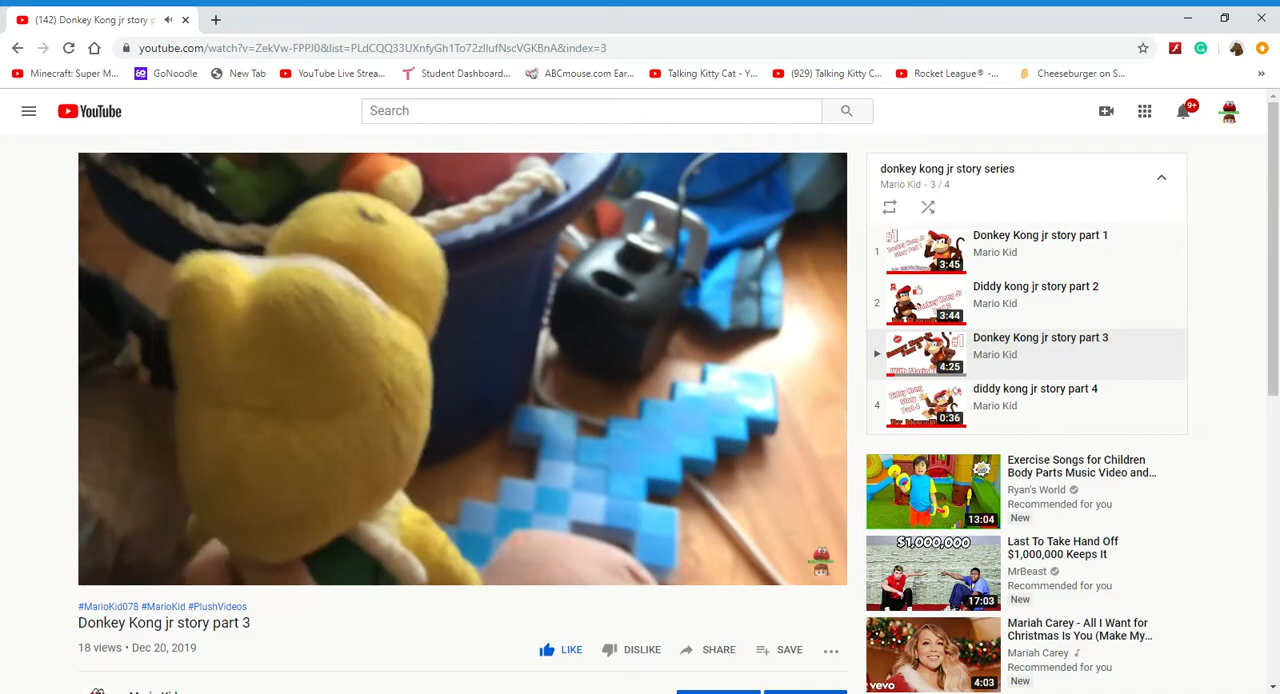 (142) Donkey Kong jr story p
youtube.com/watch?v=ZekVw-FPPJ0&list=PLdCQQ33UXnfyGh1To72zIlufNscVGKBnA&index=3
Minecraft: Super M... GoNoodle New Tab YouTube Live Strea... Student Dashboard... ABCmouse.com Ear... Talking Kitty Cat - Y... (929) Talking Kitty C... Rocket League® -... Cheeseburger on S... »
YouTube
Search
9+
donkey kong jr story series
Mario Kid - 3 / 4
1
#1
3:45
Donkey Kong jr story part 1
Mario Kid
2
3:44
Diddy kong jr story part 2
Mario Kid
#1
4:25
Donkey Kong jr story part 3
Mario Kid
4
0:36
diddy kong jr story part 4
Mario Kid
13:04
Exercise Songs for Children
Body Parts Music Video and...
Ryan's World
Recommended for you
New
$1,000,000
17:03
Last To Take Hand Off
$1,000,000 Keeps It
MrBeast
Recommended for you
New
vevo
4:03
Mariah Carey - All I Want for
Christmas Is You (Make My...
Mariah Carey
Recommended for you
New
#MarioKid078 #MarioKid #PlushVideos
Donkey Kong jr story part 3
18 views • Dec 20, 2019
LIKE DISLIKE SHARE SAVE